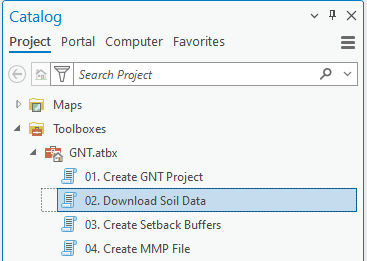 Catalog
Project Portal Computer Favorites
Search Project
Maps
Toolboxes
GNT.atbx
01. Create GNT Project
02. Download Soil Data
03. Create Setback Buffers
04. Create MMP File